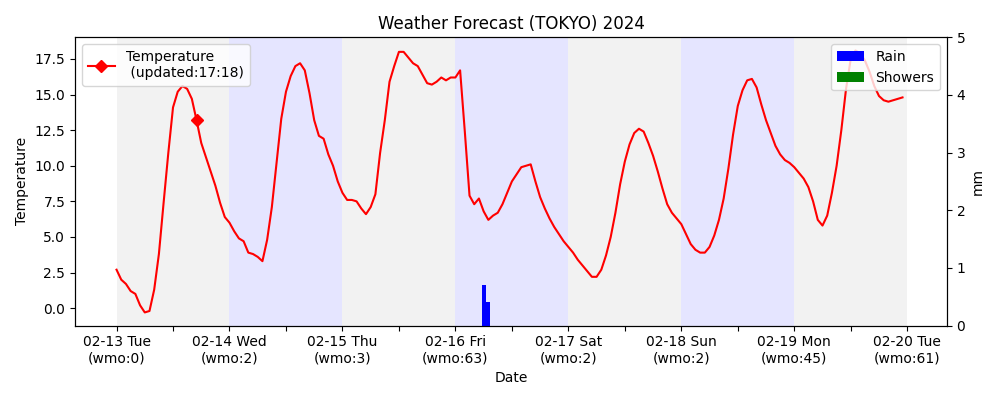 Weather Forecast (TOKYO) 2024
Temperature
(updated:17:18)
Rain
Showers
17.5
15.0
12.5
10.0
7.5
5.0
2.5
0.0
Temperature
5
4
3
2
1
0
mm
02-13 Tue
(wmo:0)
02-14 Wed
(wmo:2)
02-15 Thu
(wmo:3)
02-16 Fri
(wmo:63)
02-17 Sat
(wmo:2)
02-18 Sun
(wmo:2)
02-19 Mon
(wmo:45)
02-20 Tue
(wmo:61)
Date